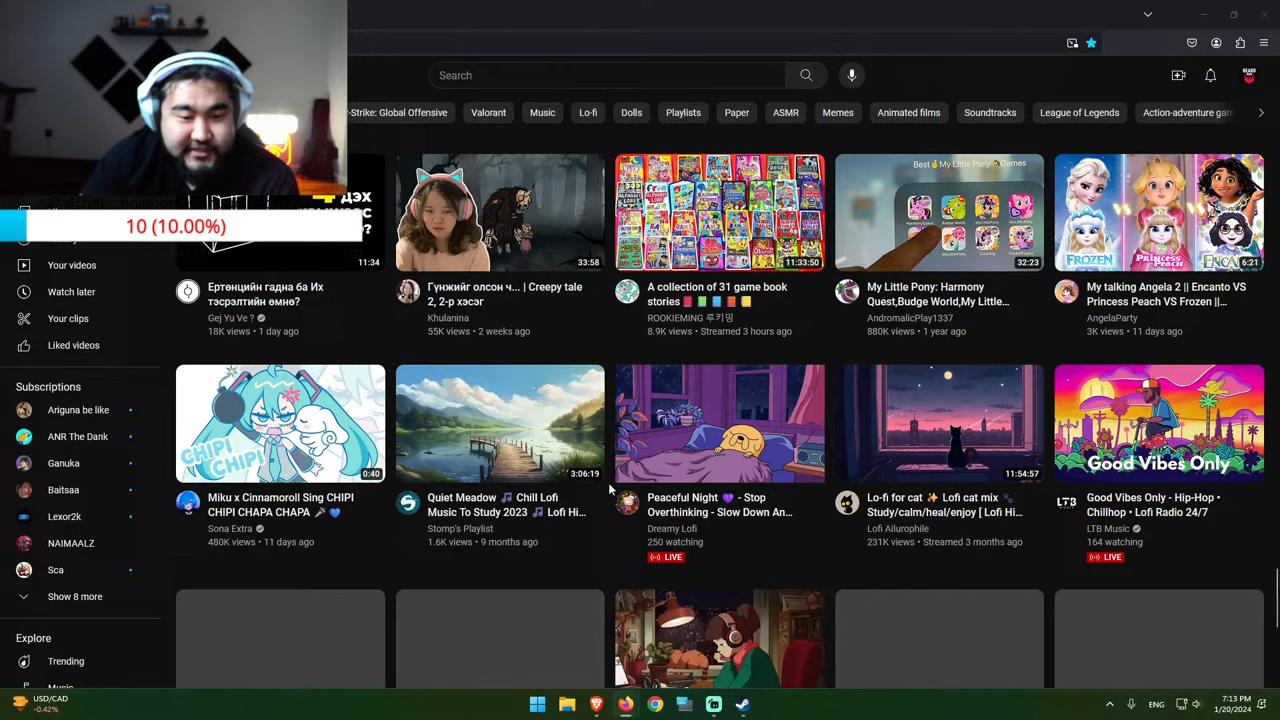 Search
-Strike: Global Offensive
Valorant
Music
Lo-fi
Dolls
Playlists
Paper
ASMR
Memes
Animated films
Soundtracks
League of Legends
Action-adventure gam
10 (10.00%)
Your videos
Watch later
Your clips
Liked videos
Subscriptions
Ariguna be like
ANR The Dank
Ganuka
Baitsaa
Lexor2k
NAIMAALZ
Sca
Show 8 more
Explore
Trending
Music
дэх
11:34
Ертөнцийн гадна ба Их
тэсрэлтийн өмнө?
Gej Yu Ve ?
18K views • 1 day ago
33:58
Гүнжийг олсон ч... | Creepy tale
2, 2-р хэсэг
Khulanina
55K views • 2 weeks ago
11:33:50
A collection of 31 game book
stories 📕📗📘📙📒
ROOKIEMING 루키밍
8.9K views • Streamed 3 hours ago
Best👍My Little Pony🐴Games
32:23
My Little Pony: Harmony
Quest,Budge World,My Little...
AndromalicPlay1337
880K views • 1 year ago
VS
VS
FROZEN
PRINCESS PEACH
ENCANTO
6:21
My talking Angela 2 || Encanto VS
Princess Peach VS Frozen ||...
AngelaParty
3K views • 11 days ago
CHIPI
CHIPI
0:40
Miku x Cinnamoroll Sing CHIPI
CHIPI CHAPA CHAPA 🎤💙
Sona Extra
480K views • 11 days ago
3:06:19
Quiet Meadow 🎵 Chill Lofi
Music To Study 2023 🎵 Lofi Hi...
Stomp's Playlist
1.6K views • 9 months ago
Peaceful Night 💜 - Stop
Overthinking - Slow Down An...
Dreamy Lofi
250 watching
LIVE
11:54:57
Lo-fi for cat ✨ Lofi cat mix 🐾
Study/calm/heal/enjoy [ Lofi Hi...
Lofi Ailurophile
231K views • Streamed 3 months ago
Good Vibes Only
LTB
Good Vibes Only - Hip-Hop •
Chillhop • Lofi Radio 24/7
LTB Music
164 watching
LIVE
USD/CAD
-0.42%
ENG
7:13 PM
1/20/2024